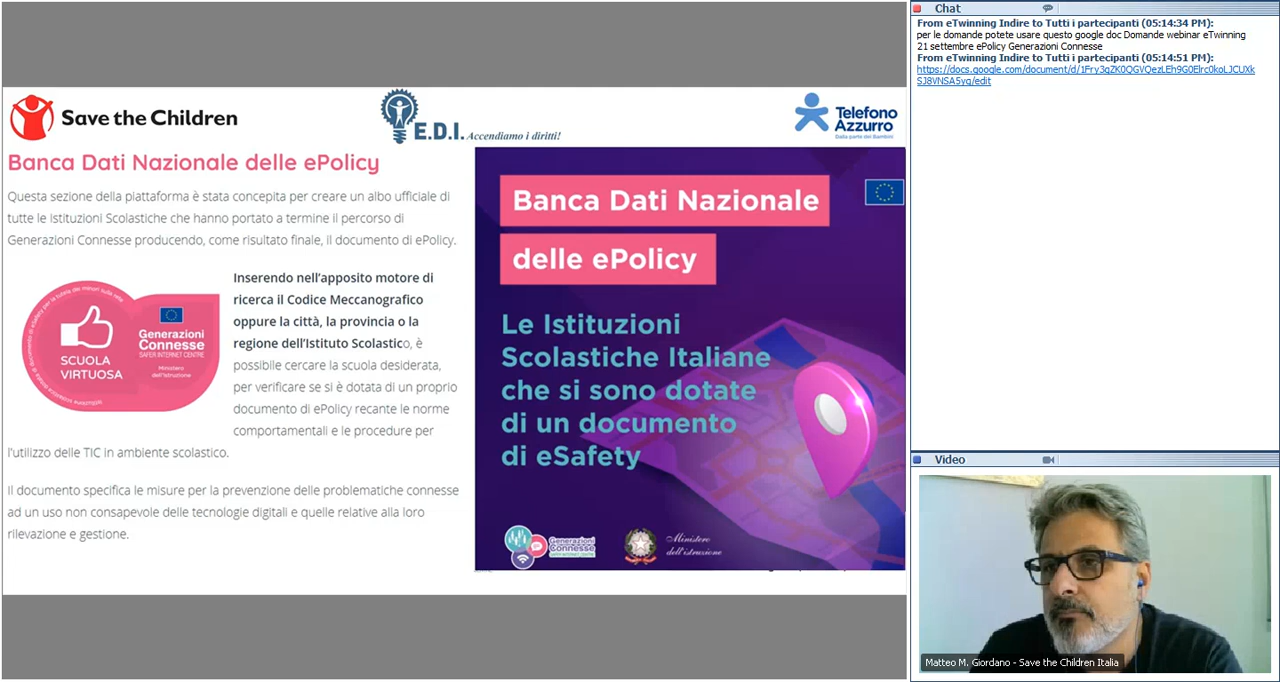 Save the Children
E.D.I. Accendiamo i diritti!
Telefono
Azzurro
Dalla parte dei Bambini
Banca Dati Nazionale delle ePolicy
Questa sezione della piattaforma è stata concepita per creare un albo ufficiale di
tutte le Istituzioni Scolastiche che hanno portato a termine il percorso di
Generazioni Connesse producendo, come risultato finale, il documento di ePolicy.
SCUOLA
VIRTUOSA
Generazioni
Connesse
SAFER INTERNET CENTRE
Ministero
dell'istruzione
Inserendo nell'apposito motore di
ricerca il Codice Meccanografico
oppure la città, la provincia o la
regione dell'Istituto Scolastico, è
possibile cercare la scuola desiderata,
per verificare se si è dotata di un proprio
documento di ePolicy recante le norme
comportamentali e le procedure per
l'utilizzo delle TIC in ambiente scolastico.
Il documento specifica le misure per la prevenzione delle problematiche connesse
ad un uso non consapevole delle tecnologie digitali e quelle relative alla loro
rilevazione e gestione.
Banca Dati Nazionale
delle ePolicy
Le Istituzioni
Scolastiche Italiane
che si sono dotate
di un documento
di eSafety
Generazioni
Connesse
Ministero
dell'istruzione
Chat
From eTwinning Indire to Tutti i partecipanti (05:14:34 PM):
per le domande potete usare questo google doc Domande webinar eTwinning
21 settembre ePolicy Generazioni Connesse
From eTwinning Indire to Tutti i partecipanti (05:14:51 PM):
https://docs.google.com/document/d/1Fry3qZK0QGVQezLEh9G0Elrc0koLJCUXk
SJ8VNSA5yg/edit
Video
Matteo M. Giordano - Save the Children Italia